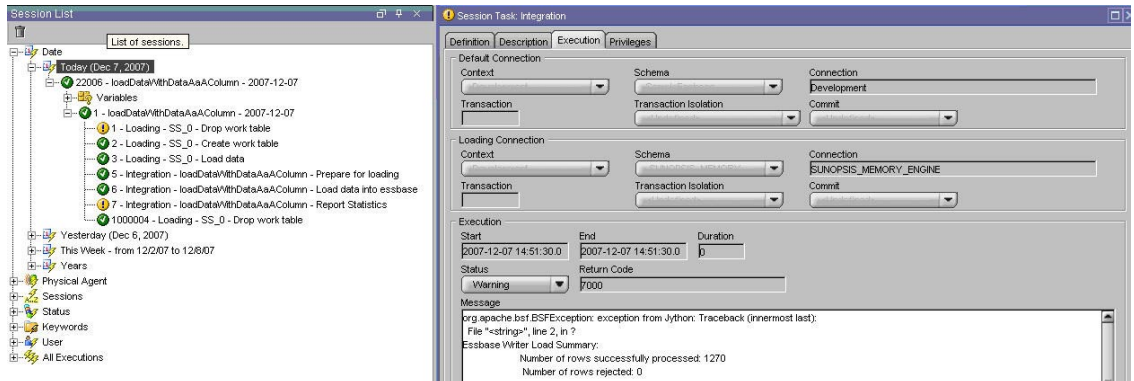 Session List
List of sessions.
Date
Today (Dec 7, 2007)
22006 - loadDataWithDataAaAColumn - 2007-12-07
Variables
1 - loadDataWithDataAaAColumn - 2007-12-07
1 - Loading - SS_0 - Drop work table
2 - Loading - SS_0 - Create work table
3 - Loading - SS_0 - Load data
5 - Integration - loadDataWithDataAaAColumn - Prepare for loading
6 - Integration - loadDataWithDataAaAColumn - Load data into essbase
7 - Integration - loadDataWithDataAaAColumn - Report Statistics
1000004 - Loading - SS_0 - Drop work table
Yesterday (Dec 6, 2007)
This Week - from 12/2/07 to 12/8/07
Years
Physical Agent
Sessions
Status
Keywords
User
All Executions
Session Task: Integration
Definition Description Execution Privileges
Default Connection
Context Schema Connection
Development
Transaction Transaction Isolation Commit
Loading Connection
Context Schema Connection
SUNOPSIS_MEMORY_ENGINE
Transaction Transaction Isolation Commit
Execution
Start End Duration
2007-12-07 14:51:30.0 2007-12-07 14:51:30.0 0
Status Return Code
Warning 7000
Message
org.apache.bsf.BSFException: exception from Jython: Traceback (innermost last):
File "<string>", line 2, in ?
Essbase Writer Load Summary:
Number of rows successfully processed: 1270
Number of rows rejected: 0